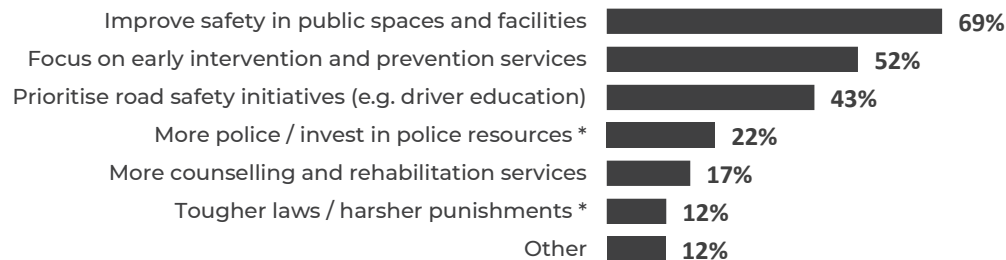 Improve safety in public spaces and facilities 69%
Focus on early intervention and prevention services 52%
Prioritise road safety initiatives (e.g. driver education) 43%
More police / invest in police resources * 22%
More counselling and rehabilitation services 17%
Tougher laws / harsher punishments * 12%
Other 12%